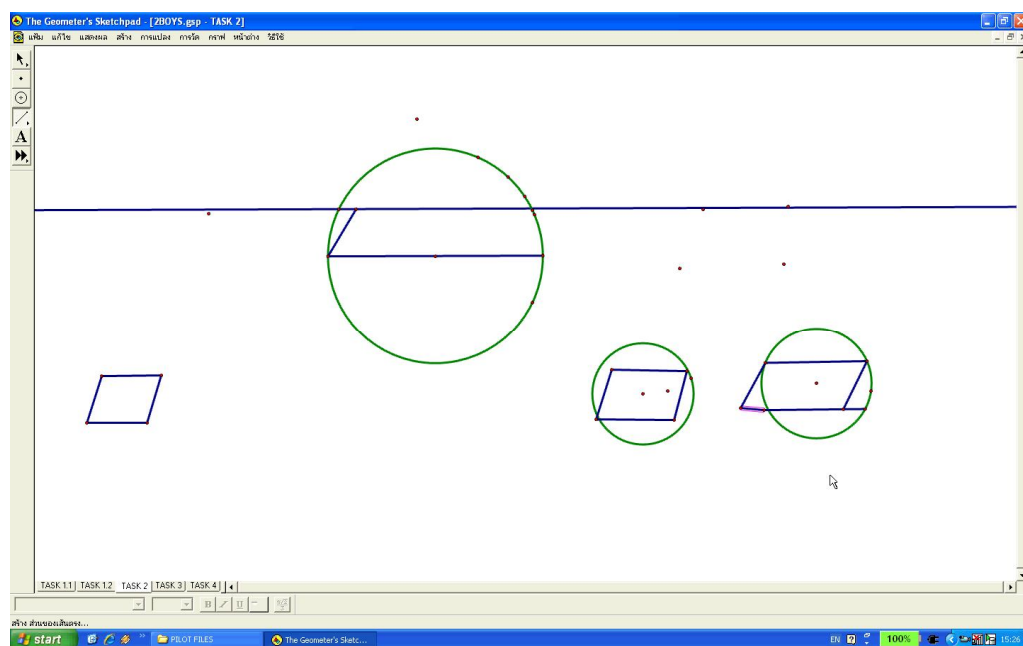 The Geometer's Sketchpad - [2BOYS.gsp - TASK 2]
แฟ้ม แก้ไข แสดงผล สร้าง การแปลง การวัด กราฟ หน้าต่าง วิธีใช้
A
TASK 1.1 TASK 1.2 TASK 2 TASK 3 TASK 4
B I U
สร้าง ส่วนของเส้นตรง...
start PILOT FILES The Geometer's Sketc... EN 100% 15:26